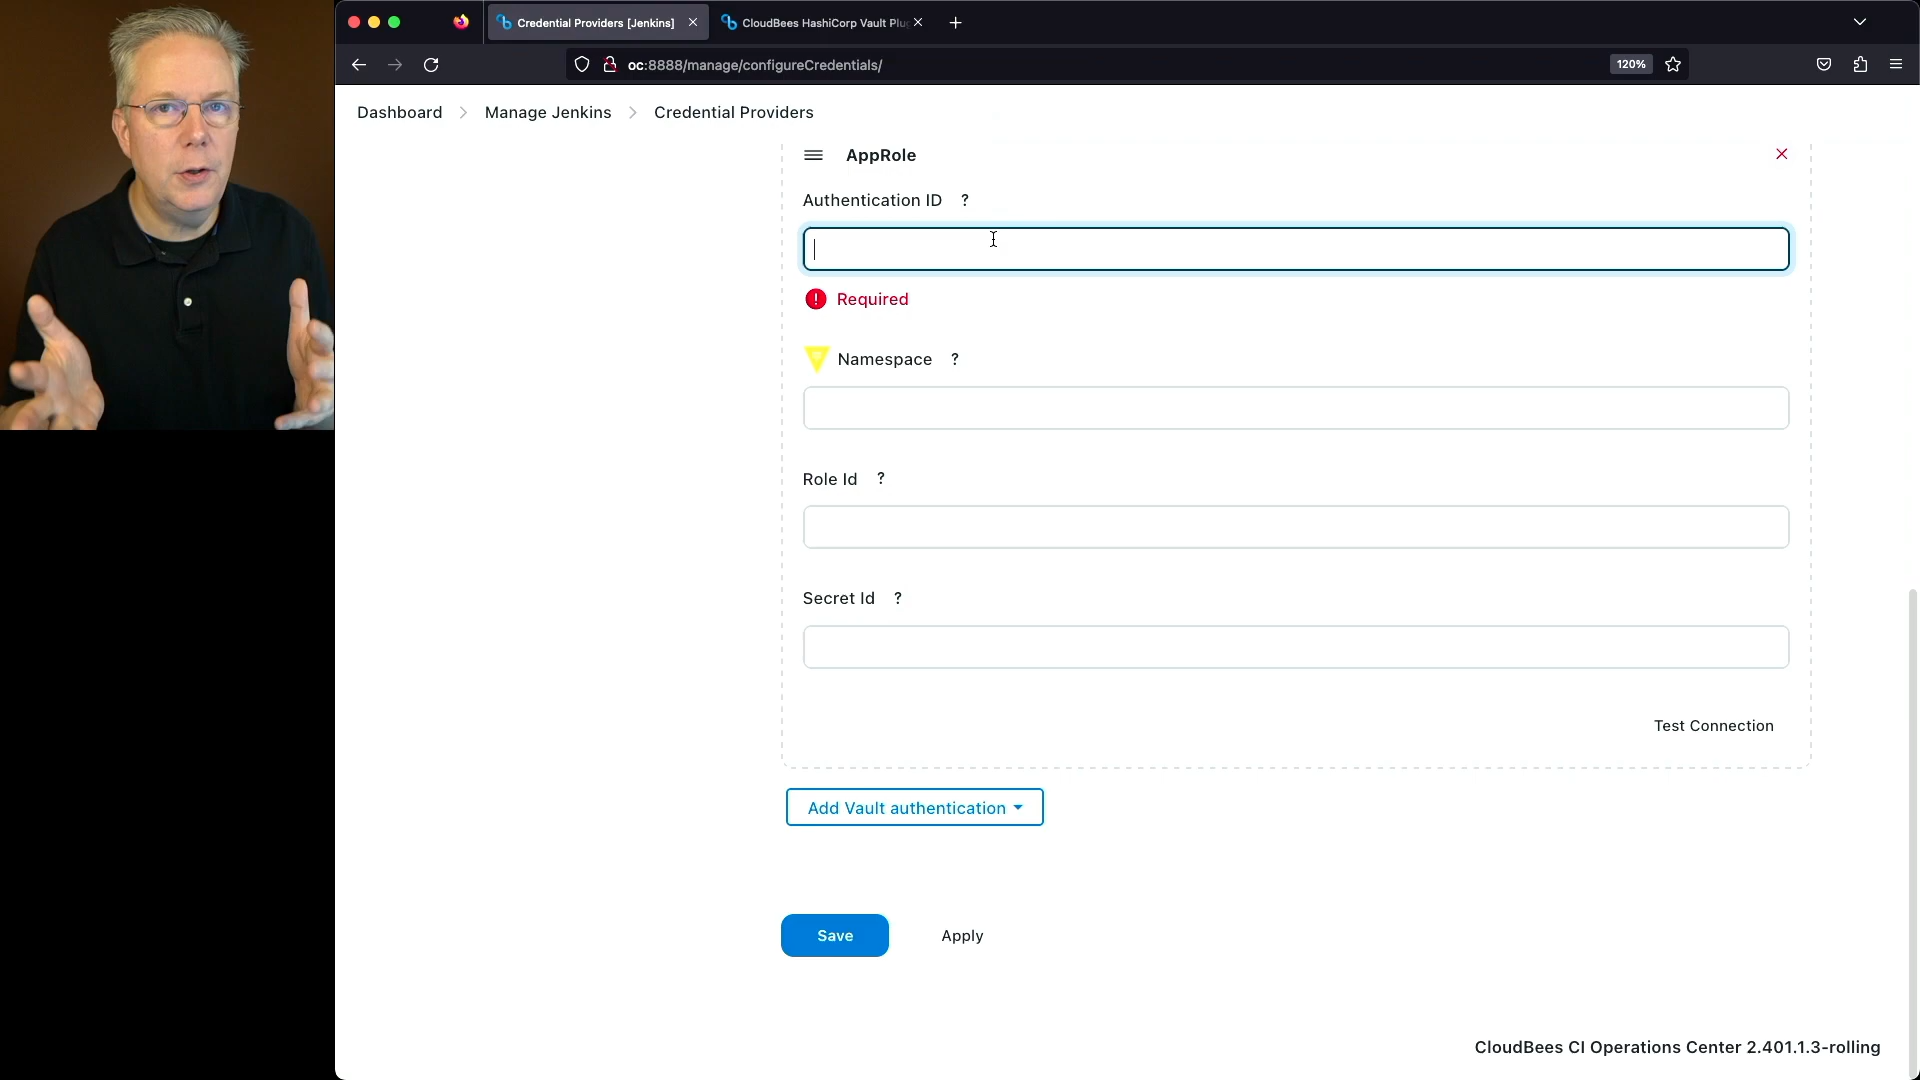 Credential Providers [Jenkins]
CloudBees HashiCorp Vault Plu
oc:8888/manage/configureCredentials/
120%
Dashboard
Manage Jenkins
Credential Providers
AppRole
Authentication ID ?
Required
Namespace ?
Role Id ?
Secret Id ?
Test Connection
Add Vault authentication
Save
Apply
CloudBees CI Operations Center 2.401.1.3-rolling